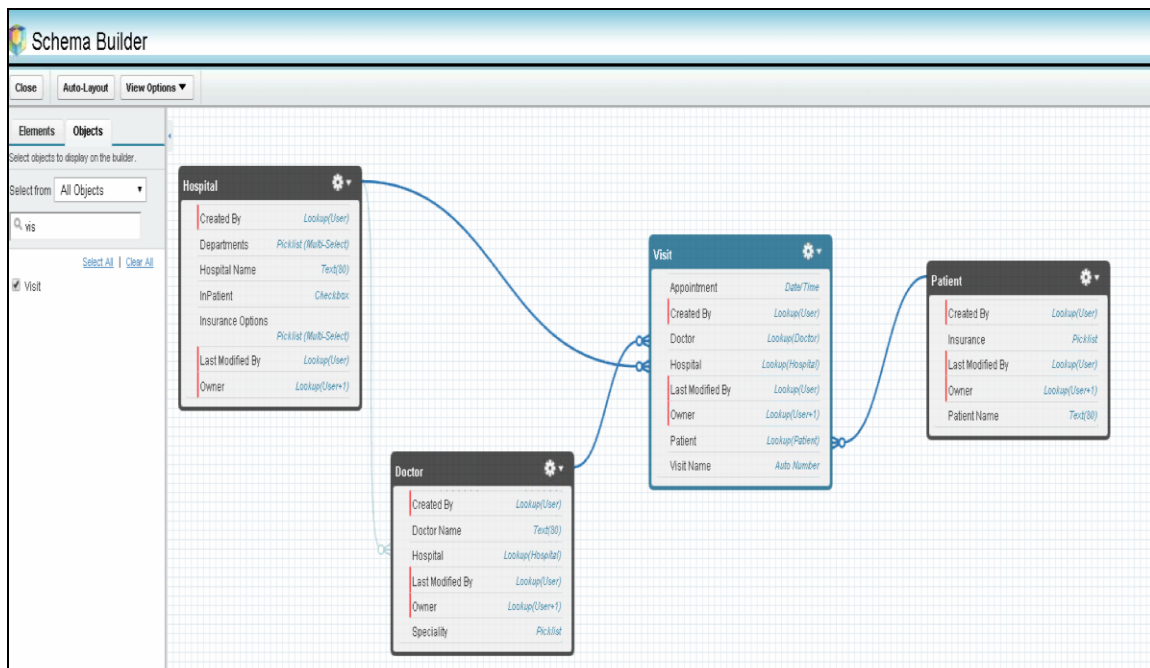 Schema Builder
Close Auto-Layout View Options ▼
Elements Objects
Select objects to display on the builder.
Select from All Objects
vis
Select All | Clear All
Visit
Hospital
Created By Lookup(User)
Departments Picklist (Multi-Select)
Hospital Name Text(80)
InPatient Checkbox
Insurance Options
Picklist (Multi-Select)
Last Modified By Lookup(User)
Owner Lookup(User+1)
Visit
Appointment Date/Time
Created By Lookup(User)
Doctor Lookup(Doctor)
Hospital Lookup(Hospital)
Last Modified By Lookup(User)
Owner Lookup(User+1)
Patient Lookup(Patient)
Visit Name Auto Number
Patient
Created By Lookup(User)
Insurance Picklist
Last Modified By Lookup(User)
Owner Lookup(User+1)
Patient Name Text(80)
Doctor
Created By Lookup(User)
Doctor Name Text(80)
Hospital Lookup(Hospital)
Last Modified By Lookup(User)
Owner Lookup(User+1)
Speciality Picklist